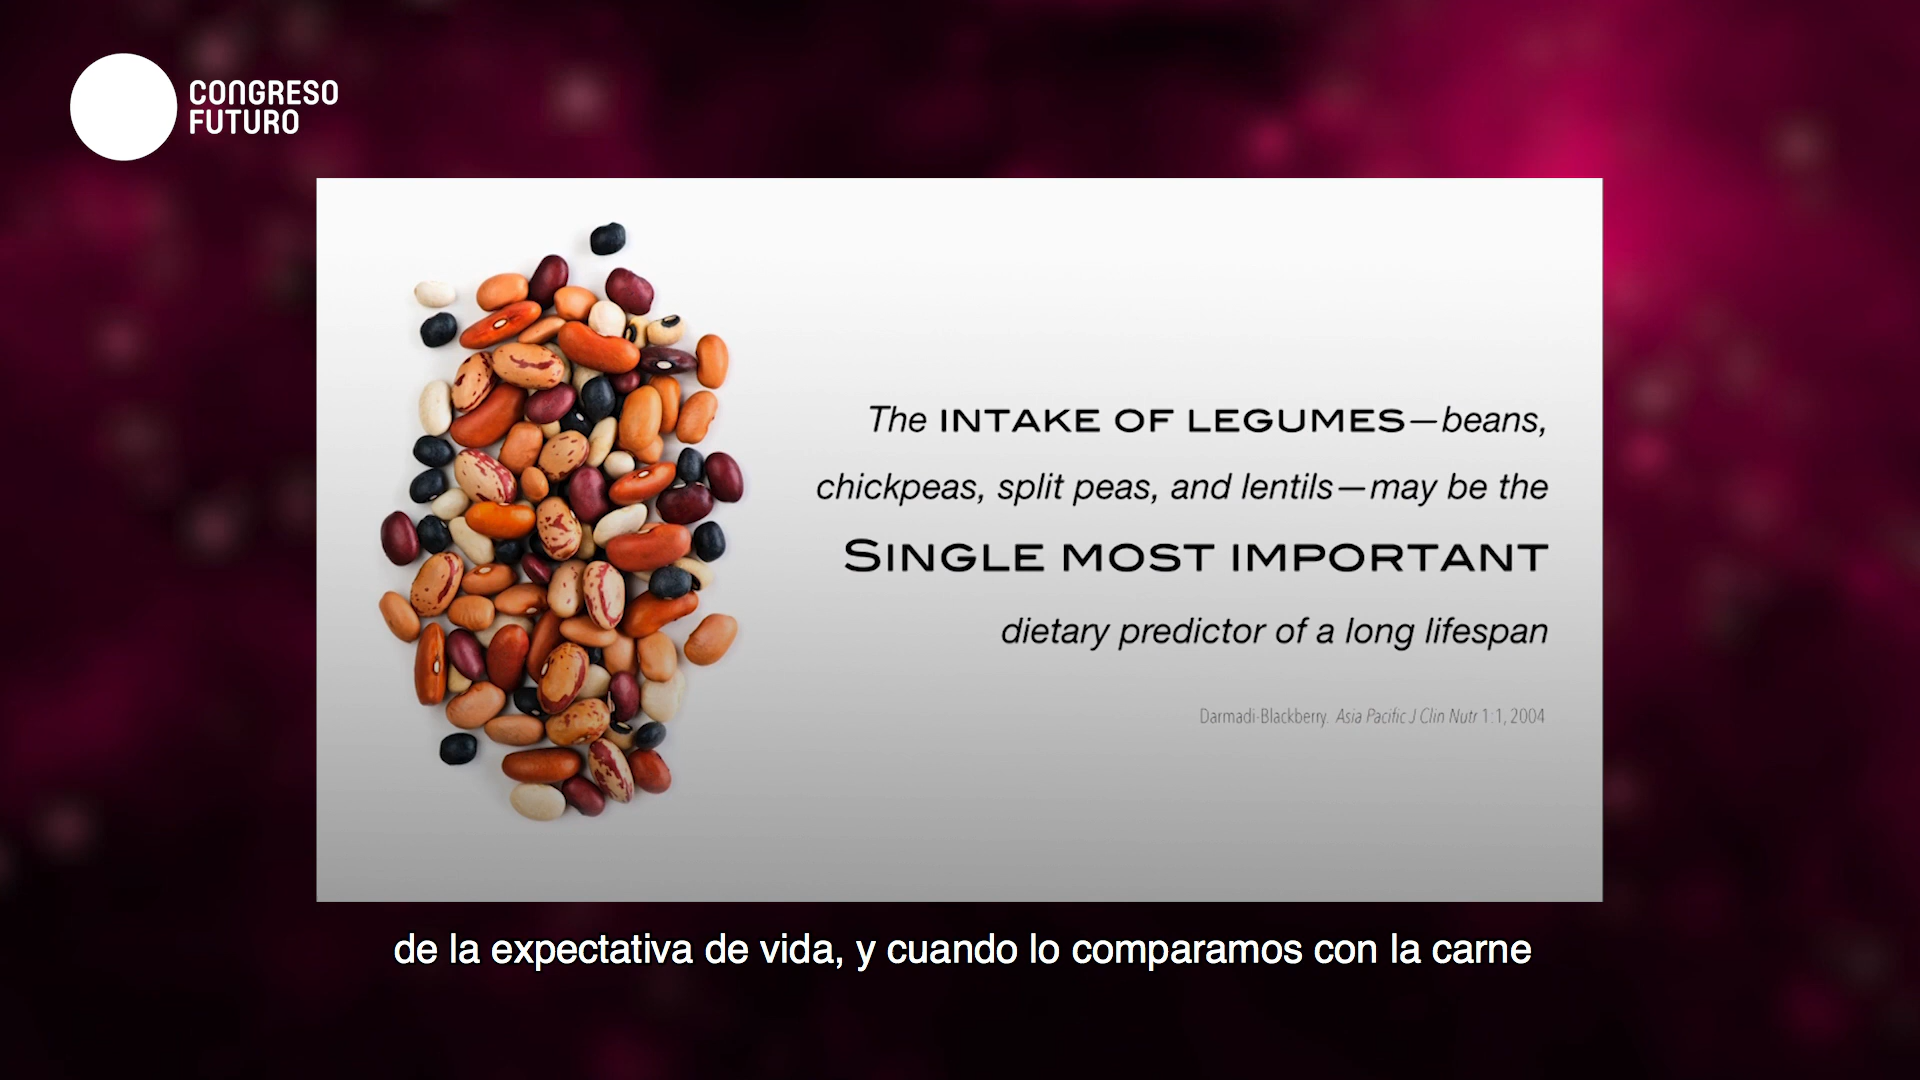 CONGRESO
FUTURO
The INTAKE OF LEGUMES—beans,
chickpeas, split peas, and lentils—may be the
SINGLE MOST IMPORTANT
dietary predictor of a long lifespan
Darmadi-Blackberry. Asia Pacific J Clin Nutr 1:1, 2004
de la expectativa de vida, y cuando lo comparamos con la carne